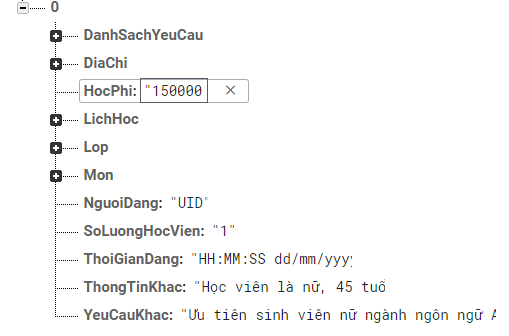 0
DanhSachYeuCau
DiaChi
HocPhi: "150000
LichHoc
Lop
Mon
NguoiDang: "UID"
SoLuongHocVien: "1"
ThoiGianDang: "HH:MM:SS dd/mm/yyyy
ThongTinKhac: "Học viên là nữ, 45 tuổ
YeuCauKhac: "Ưu tiên sinh viên nữ ngành ngôn ngữ A